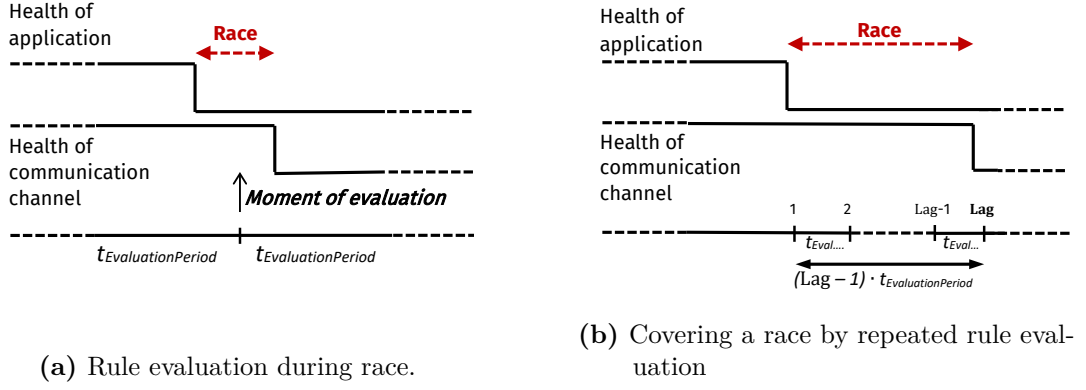 Health of
application
Race
Health of
communication
channel
Moment of evaluation
tEvaluationPeriod tEvaluationPeriod
(a) Rule evaluation during race.
Health of
application
Race
Health of
communication
channel
1 2 Lag-1 Lag
tEval.... tEval...
(Lag – 1) · tEvaluationPeriod
(b) Covering a race by repeated rule eval-
uation